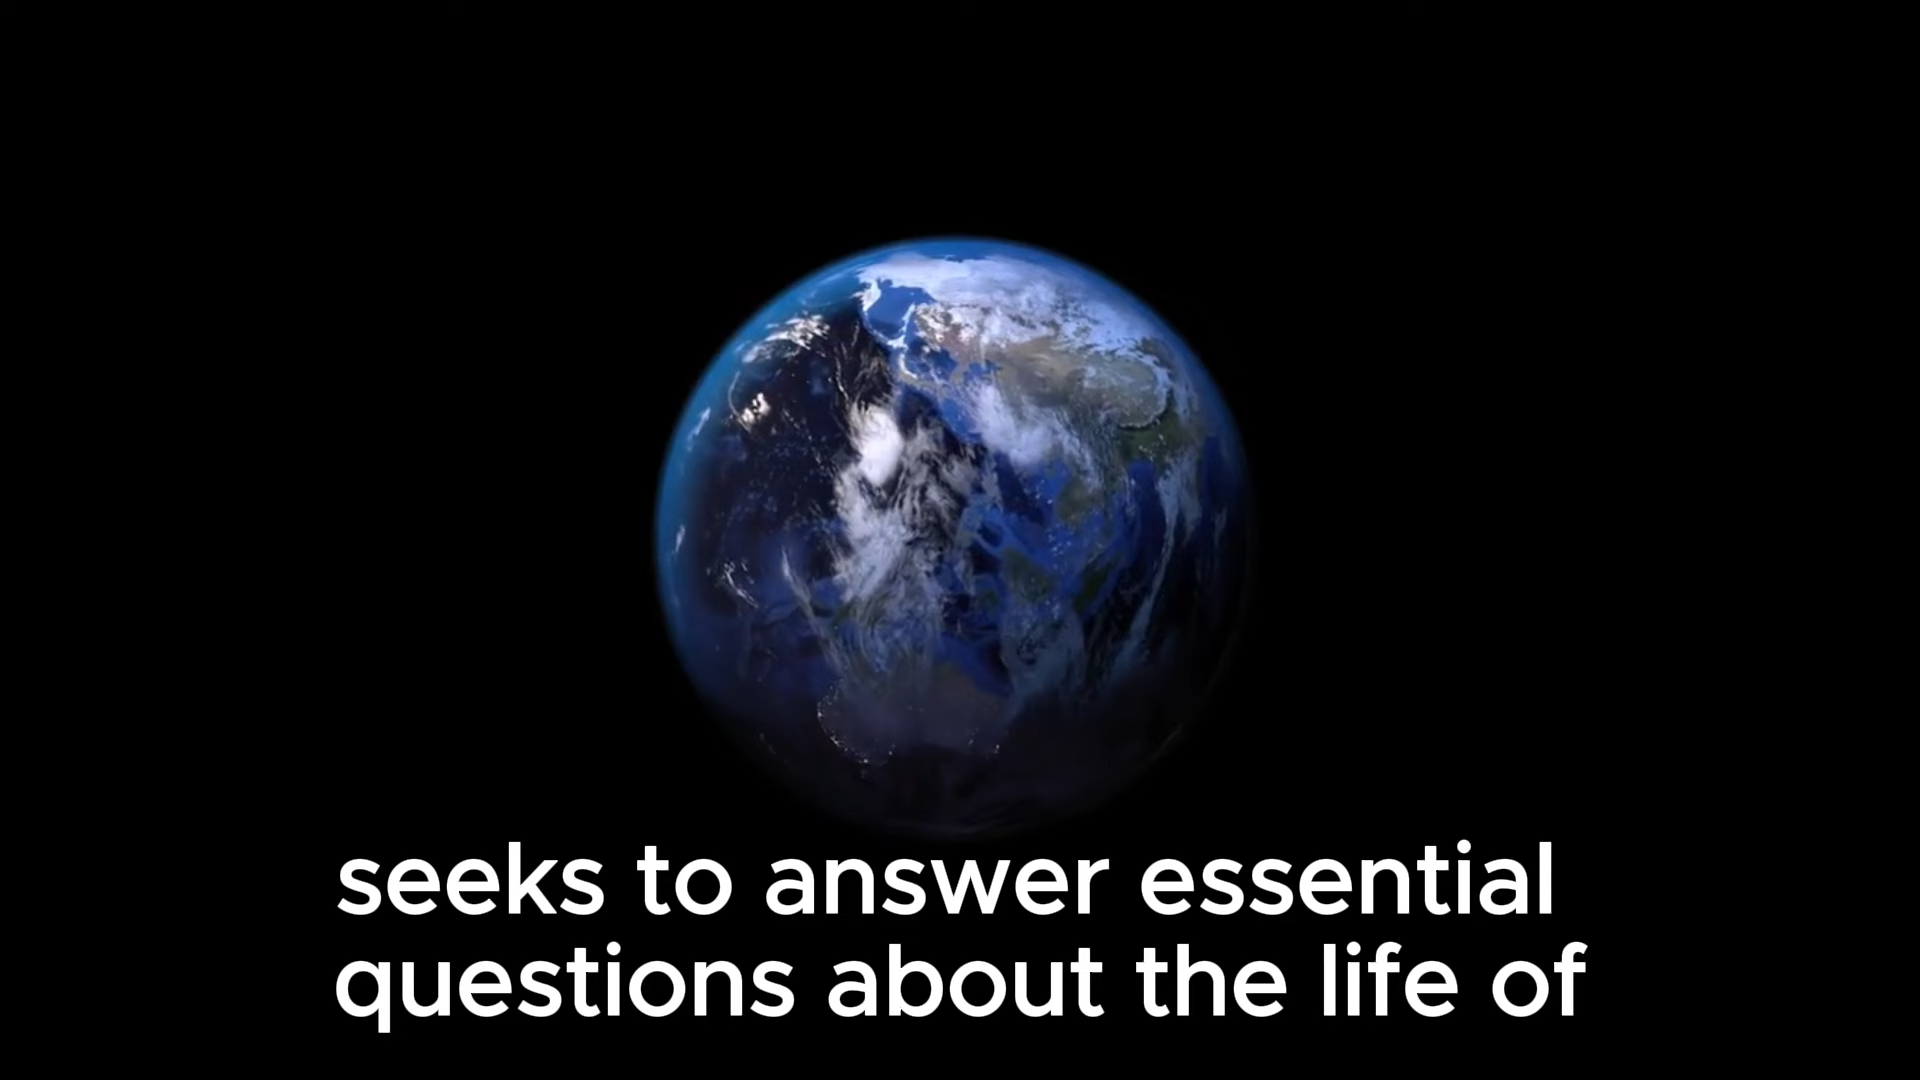 seeks to answer essential
questions about the life of